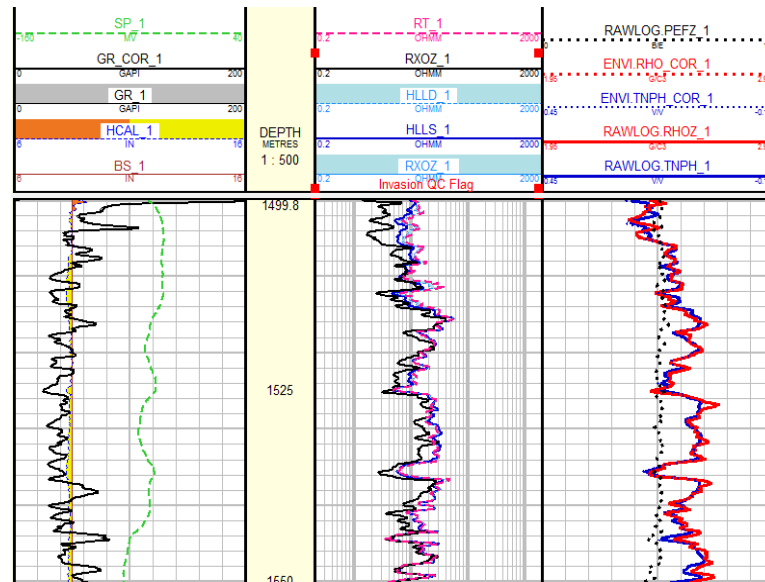 SP_1
-160 MV 40
GR_COR_1
0 GAPI 200
GR_1
0 GAPI 200
HCAL_1
6 IN 16
BS_1
6 IN 16
DEPTH
METRES
1 : 500
RT_1
0.2 OHMM 2000
RXOZ_1
0.2 OHMM 2000
HLLD_1
0.2 OHMM 2000
HLLS_1
0.2 OHMM 2000
RXOZ_1
0.2 OHMM 2000
Invasion QC Flag
RAWLOG.PEFZ_1
0 B/E
ENVI.RHO_COR_1
1.95 G/C3
ENVI.TNPH_COR_1
0.45 V/V
RAWLOG.RHOZ_1
1.95 G/C3
RAWLOG.TNPH_1
0.45 V/V
1499.8
1525